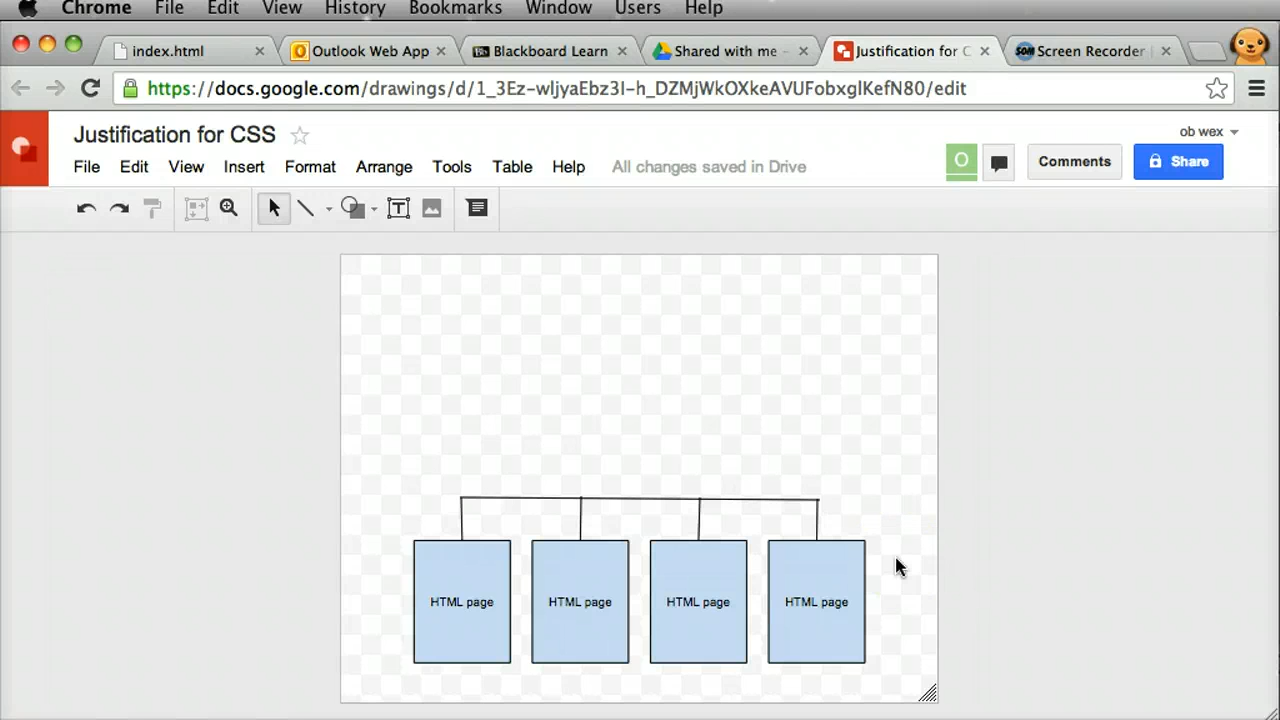 Chrome File Edit View History Bookmarks Window Users Help
index.html Outlook Web App Blackboard Learn Shared with me - Justification for C Screen Recorder
https://docs.google.com/drawings/d/1_3Ez-wljyaEbz3I-h_DZMjWkOXkeAVUFobxglKefN80/edit
Justification for CSS
ob wex
File Edit View Insert Format Arrange Tools Table Help All changes saved in Drive
O Comments Share
HTML page HTML page HTML page HTML page